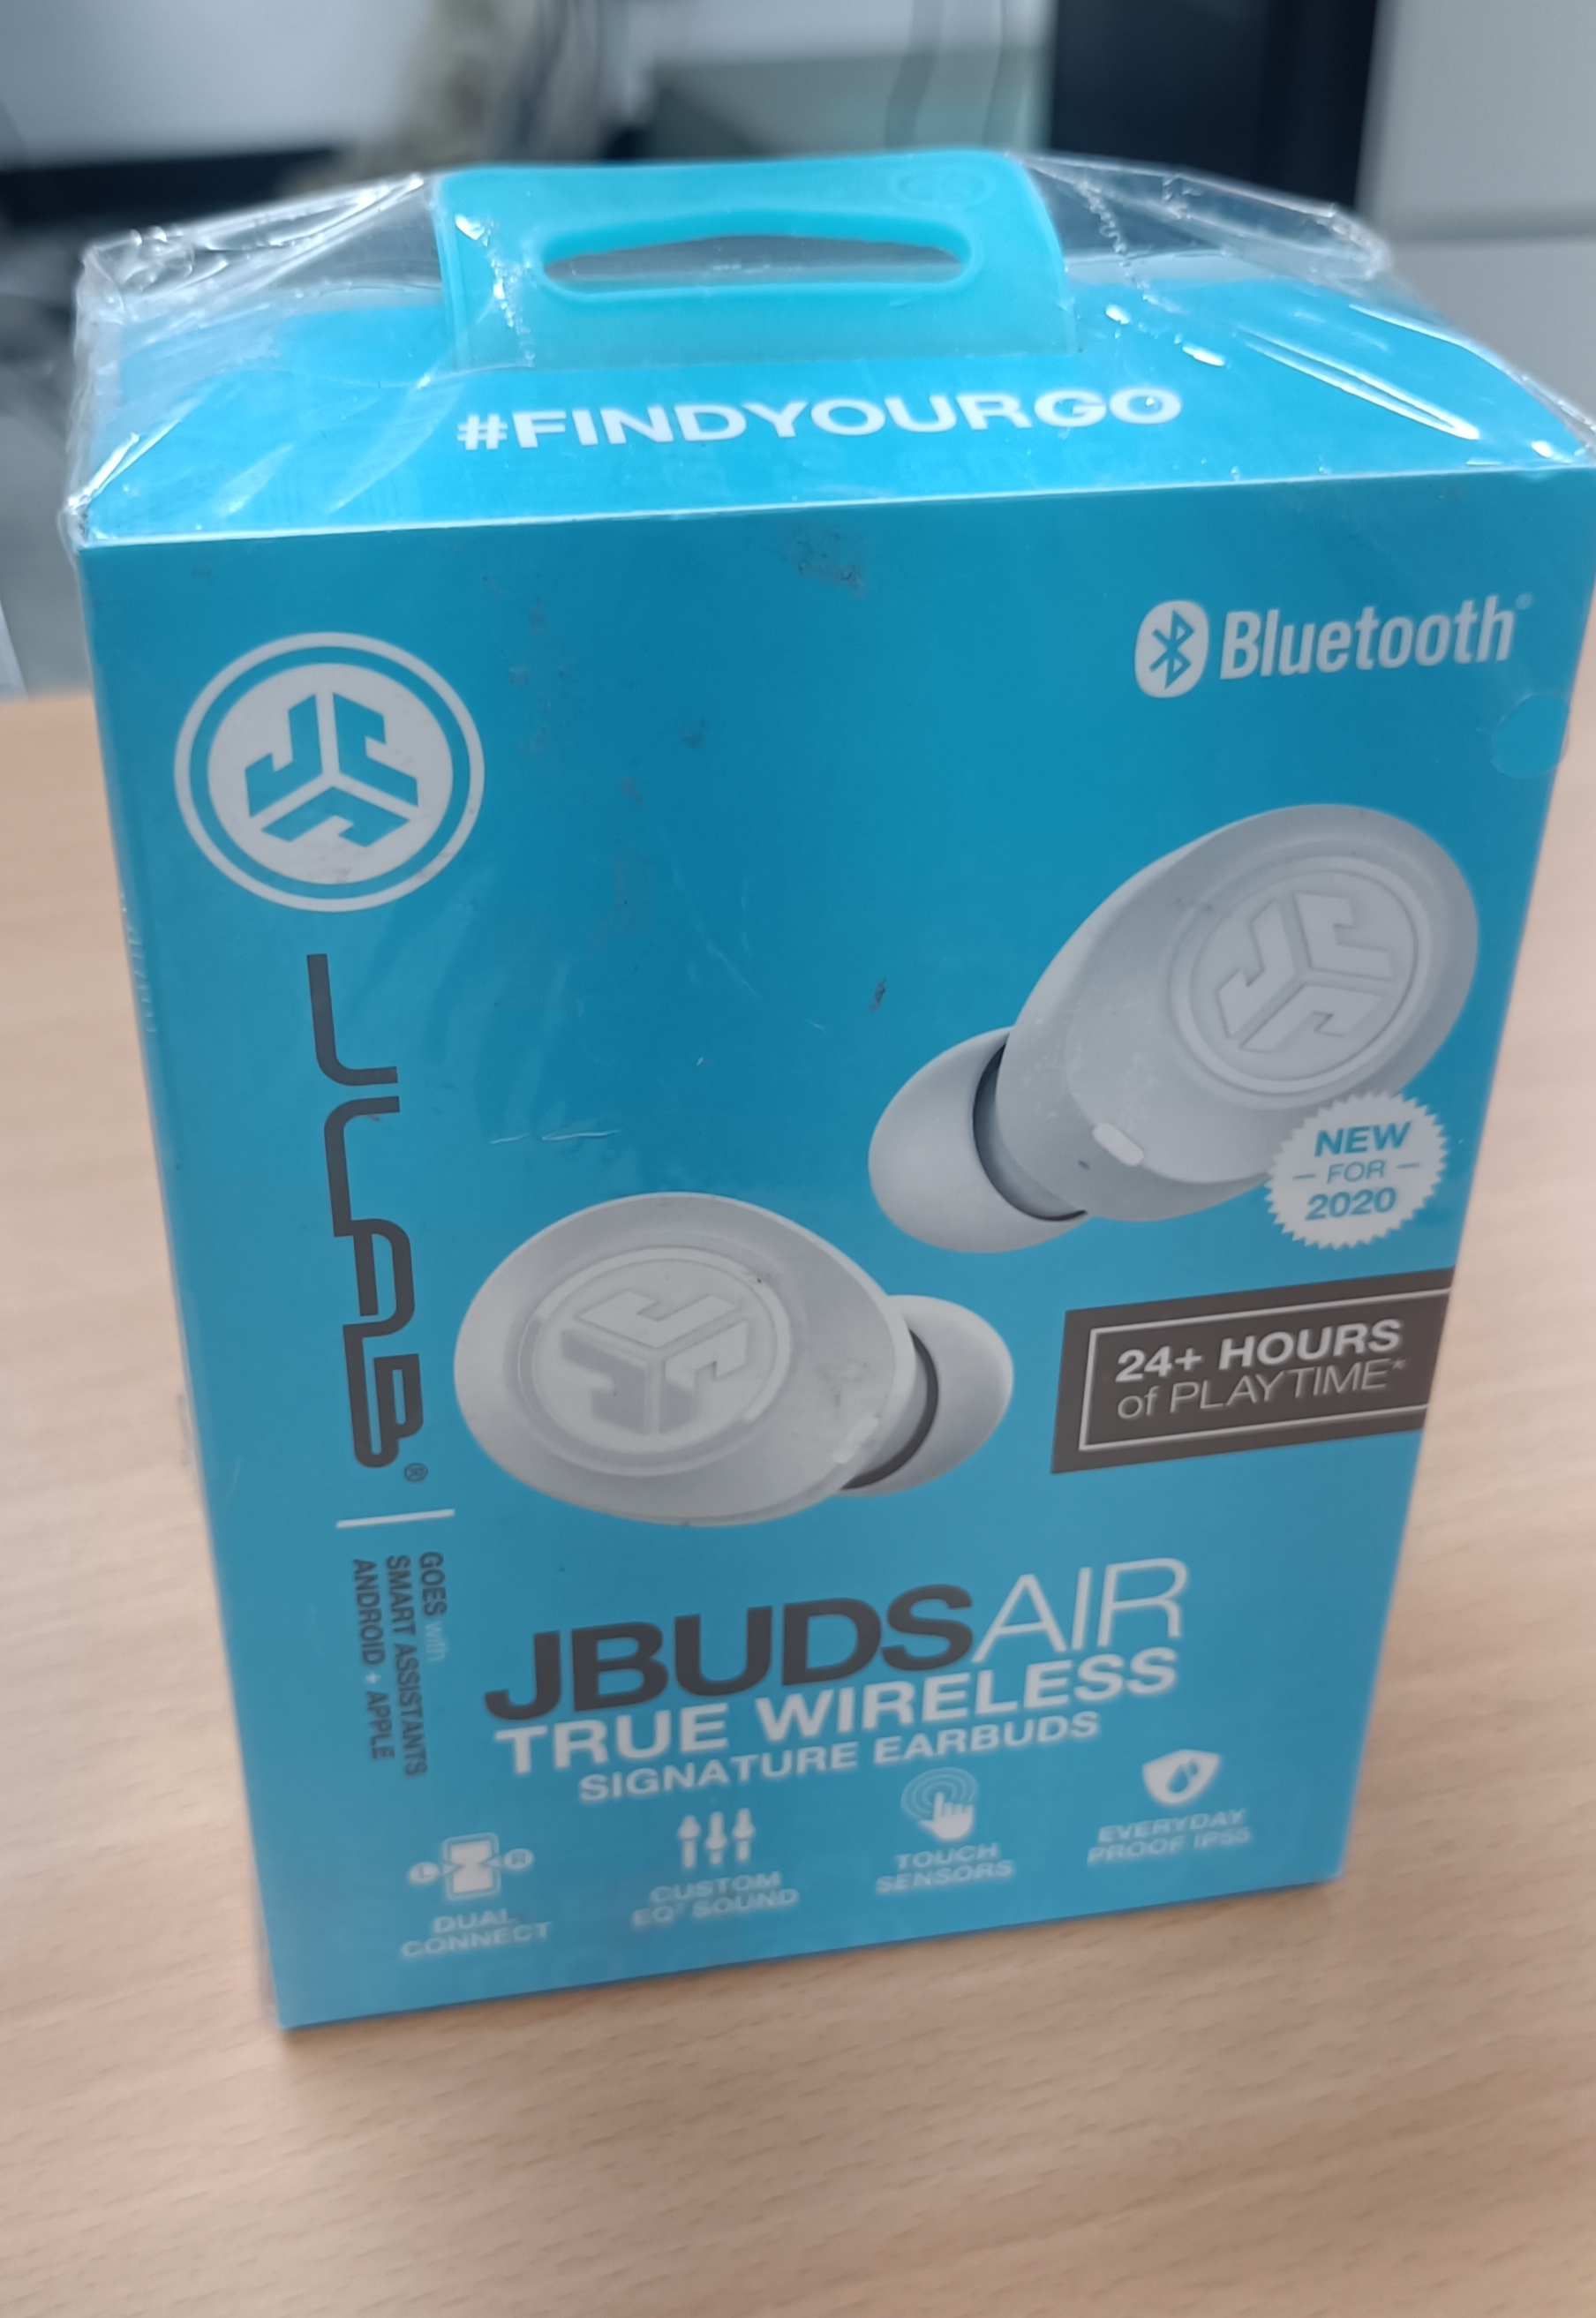 #FINDYOURGO
Bluetooth®
JLAB®
GOES with
SMART ASSISTANTS
ANDROID + APPLE
NEW
– FOR –
2020
24+ HOURS
of PLAYTIME*
JBUDSAIR
TRUE WIRELESS
SIGNATURE EARBUDS
L R
DUAL
CONNECT
CUSTOM
EQ³ SOUND
TOUCH
SENSORS
EVERYDAY
PROOF IP55